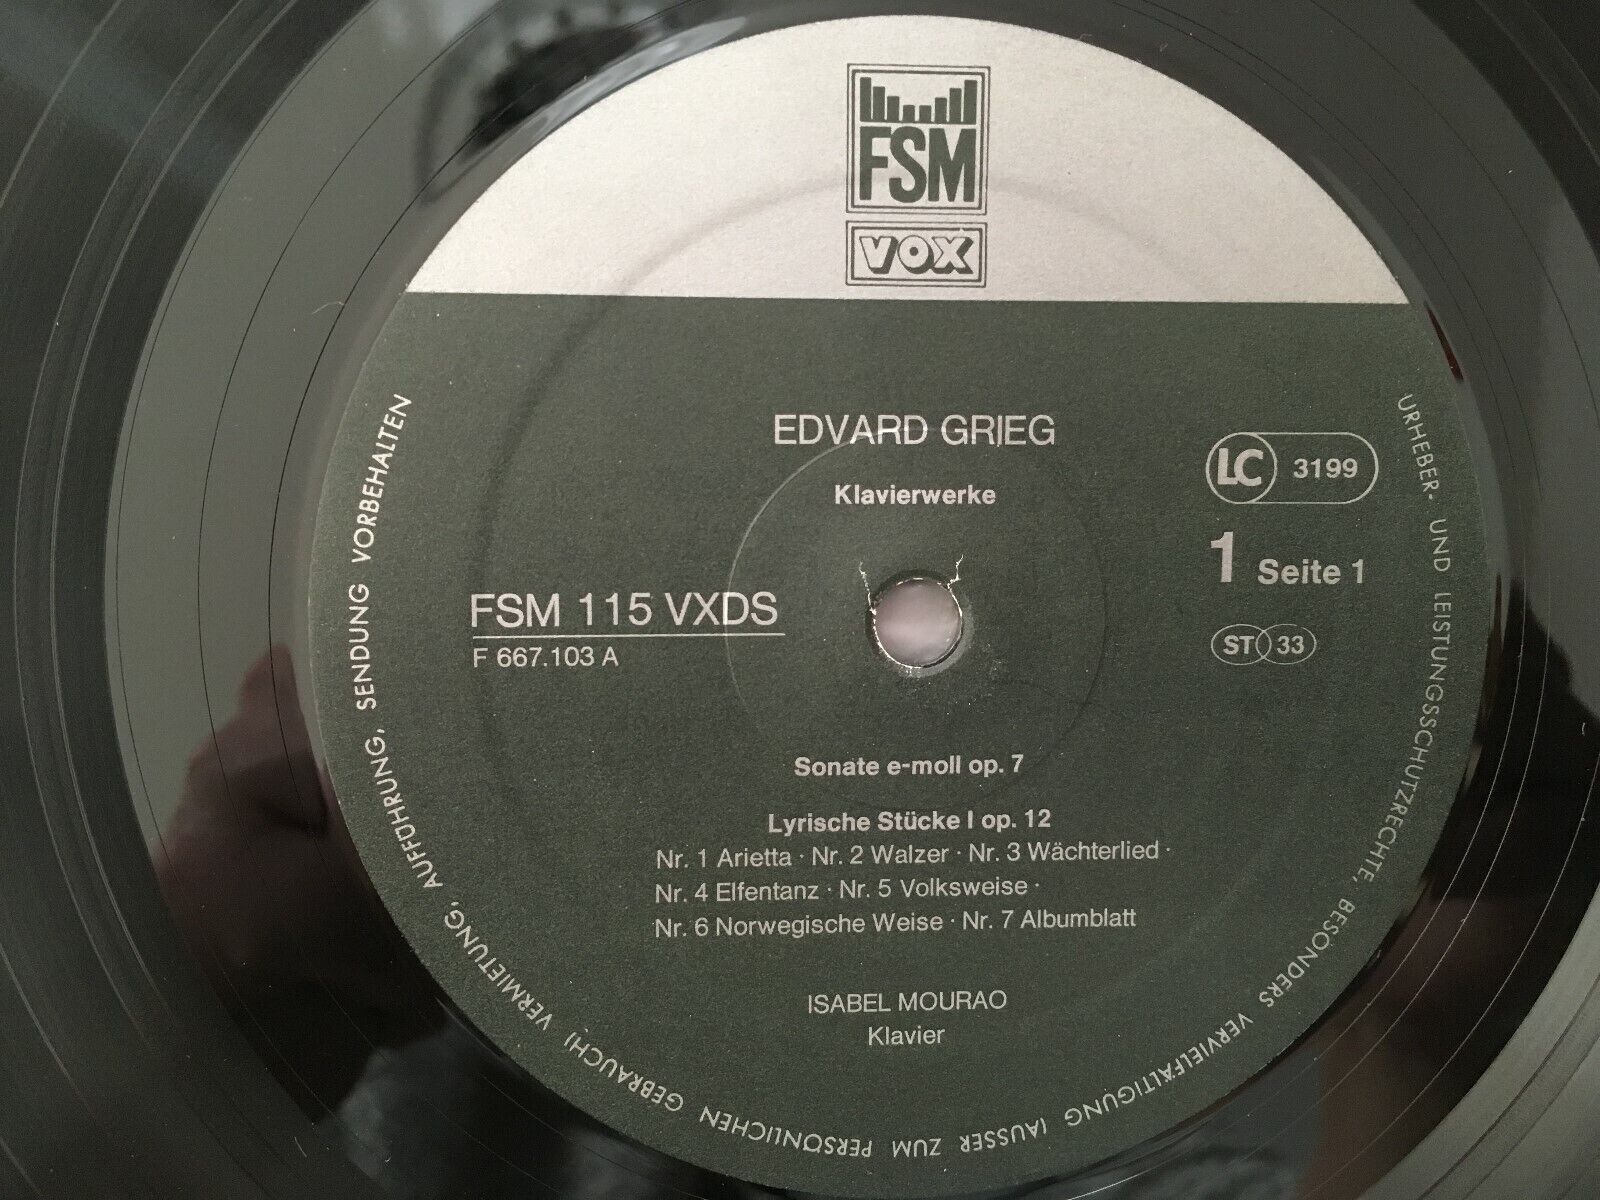 FSM
VOX
EDVARD GRIEG
Klavierwerke
LC 3199
1 Seite 1
FSM 115 VXDS
F 667.103 A
ST 33
Sonate e-moll op. 7
Lyrische Stücke I op. 12
Nr. 1 Arietta · Nr. 2 Walzer · Nr. 3 Wächterlied ·
Nr. 4 Elfentanz · Nr. 5 Volksweise ·
Nr. 6 Norwegische Weise · Nr. 7 Albumblatt
ISABEL MOURAO
Klavier
URHEBER- UND LEISTUNGSSCHUTZRECHTE, BESONDERS VERVIELFÄLTIGUNG (AUSSER ZUM PERSÖNLICHEN GEBRAUCH) VERMIETUNG, AUFFÜHRUNG, SENDUNG VORBEHALTEN